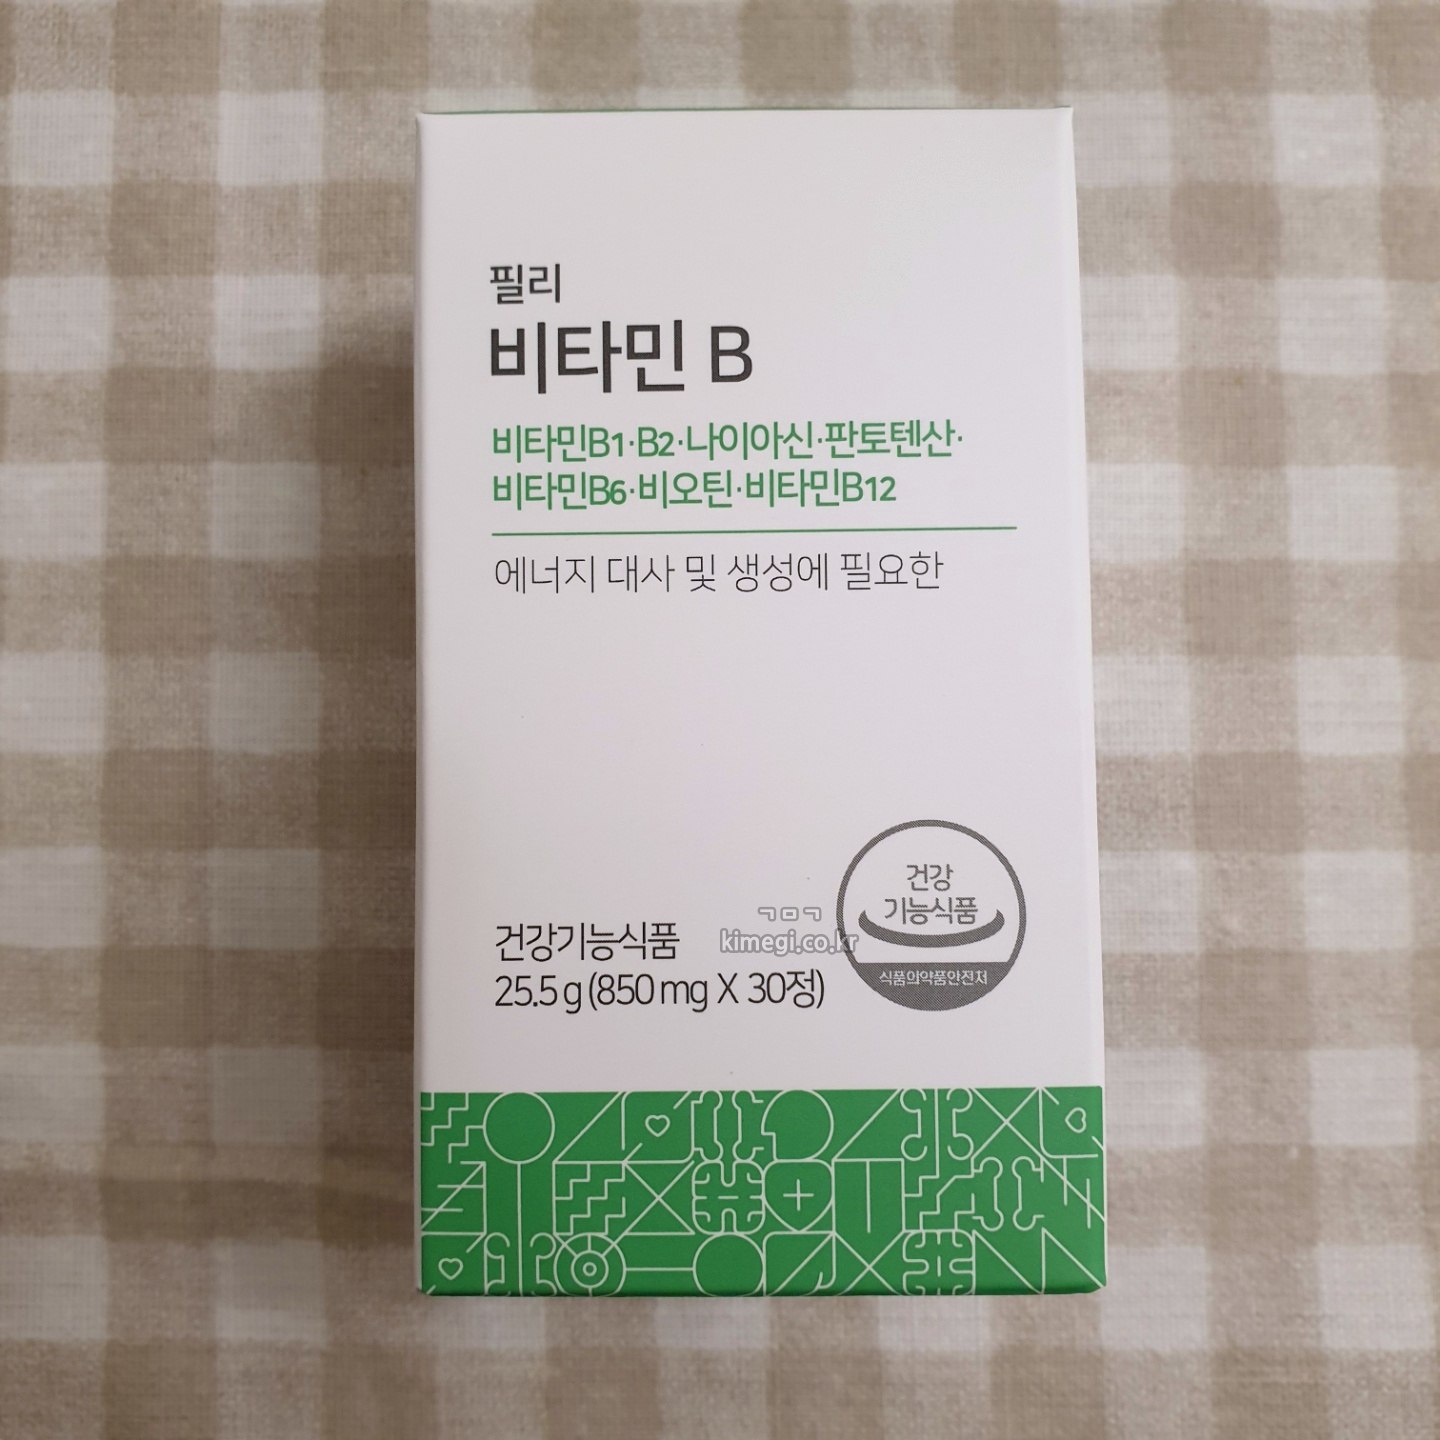 필리
비타민 B
비타민B1·B2·나이아신·판토텐산·
비타민B6·비오틴·비타민B12
에너지 대사 및 생성에 필요한
건강
기능식품
식품의약품안전처
ㄱㅁㄱ
kimegi.co.kr
건강기능식품
25.5 g (850 mg X 30정)